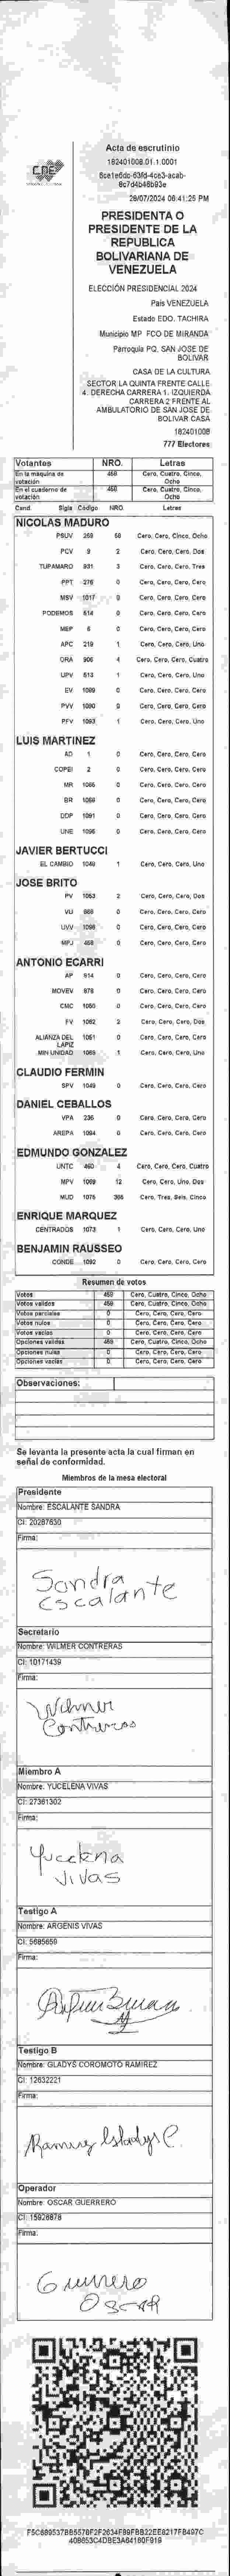 CNE
Acta de escrutinio
182401008.01.1.0001
29/07/2024 06:41:25 PM
PRESIDENTA O
PRESIDENTE DE LA
REPUBLICA
BOLIVARIANA DE
VENEZUELA
ELECCIÓN PRESIDENCIAL 2024
País VENEZUELA
Estado EDO. TACHIRA
Municipio MP. FCO DE MIRANDA
Parroquia PQ. SAN JOSE DE
BOLIVAR
CASA DE LA CULTURA
SECTOR LA QUINTA FRENTE CALLE
4. DERECHA CARRERA 1. IZQUIERDA
CARRERA 2 FRENTE AL
AMBULATORIO DE SAN JOSE DE
BOLIVAR CASA
182401008
777 Electores
Votantes NRO. Letras
En la máquina de votación 458 Cero, Cuatro, Cinco, Ocho
En el cuaderno de votación 458 Cero, Cuatro, Cinco, Ocho
Cand. Sigla Código NRO. Letras
NICOLAS MADURO
PSUV 258 58 Cero, Cero, Cinco, Ocho
PCV 9 2 Cero, Cero, Cero, Dos
TUPAMARO 931 3 Cero, Cero, Cero, Tres
PPT 276 0 Cero, Cero, Cero, Cero
MSV 1017 0 Cero, Cero, Cero, Cero
PODEMOS 614 0 Cero, Cero, Cero, Cero
MEP 6 0 Cero, Cero, Cero, Cero
APC 219 1 Cero, Cero, Cero, Uno
ORA 906 4 Cero, Cero, Cero, Cuatro
UPV 513 1 Cero, Cero, Cero, Uno
EV 1089 0 Cero, Cero, Cero, Cero
PVV 1090 0 Cero, Cero, Cero, Cero
PFV 1093 1 Cero, Cero, Cero, Uno
LUIS MARTINEZ
AD 1 0 Cero, Cero, Cero, Cero
COPEI 2 0 Cero, Cero, Cero, Cero
MR 1066 0 Cero, Cero, Cero, Cero
BR 1058 0 Cero, Cero, Cero, Cero
DDP 1091 0 Cero, Cero, Cero, Cero
UNE 1095 0 Cero, Cero, Cero, Cero
JAVIER BERTUCCI
EL CAMBIO 1048 1 Cero, Cero, Cero, Uno
JOSE BRITO
PV 1053 2 Cero, Cero, Cero, Dos
VU 868 0 Cero, Cero, Cero, Cero
UVV 1098 0 Cero, Cero, Cero, Cero
MPJ 458 0 Cero, Cero, Cero, Cero
ANTONIO ECARRI
AP 914 0 Cero, Cero, Cero, Cero
MOVEV 878 0 Cero, Cero, Cero, Cero
CMC 1050 0 Cero, Cero, Cero, Cero
FV 1062 2 Cero, Cero, Cero, Dos
ALIANZA DEL LAPIZ 1051 0 Cero, Cero, Cero, Cero
MIN UNIDAD 1069 1 Cero, Cero, Cero, Uno
CLAUDIO FERMIN
SPV 1049 0 Cero, Cero, Cero, Cero
DANIEL CEBALLOS
VPA 236 0 Cero, Cero, Cero, Cero
AREPA 1094 0 Cero, Cero, Cero, Cero
EDMUNDO GONZALEZ
UNTC 460 4 Cero, Cero, Cero, Cuatro
MPV 1009 12 Cero, Cero, Uno, Dos
MUD 1076 365 Cero, Tres, Seis, Cinco
ENRIQUE MARQUEZ
CENTRADOS 1073 1 Cero, Cero, Cero, Uno
BENJAMIN RAUSSEO
CONDE 1092 0 Cero, Cero, Cero, Cero
Resumen de votos
Votos 458 Cero, Cuatro, Cinco, Ocho
Votos validos 458 Cero, Cuatro, Cinco, Ocho
Votos parciales 0 Cero, Cero, Cero, Cero
Votos nulos 0 Cero, Cero, Cero, Cero
Votos vacios 0 Cero, Cero, Cero, Cero
Opciones validas 458 Cero, Cuatro, Cinco, Ocho
Opciones nulas 0 Cero, Cero, Cero, Cero
Opciones vacias 0 Cero, Cero, Cero, Cero
Observaciones:
Se levanta la presente acta la cual firman en
señal de conformidad.
Miembros de la mesa electoral
Presidente
Nombre: ESCALANTE SANDRA
CI: 20287630
Firma:
Sandra
Escalante
Secretario
Nombre: WILMER CONTRERAS
CI: 10171439
Firma:
Wilmer
Contreras
Miembro A
Nombre: YUCELENA VIVAS
CI: 27361302
Firma:
Yucelena
Vivas
Testigo A
Nombre: ARGENIS VIVAS
CI: 5685659
Firma:
Testigo B
Nombre: GLADYS COROMOTO RAMIREZ
CI: 12632221
Firma:
Ramirez Gladys C.
Operador
Nombre: OSCAR GUERRERO
CI: 15926878
Firma:
Guerrero
OSCAR